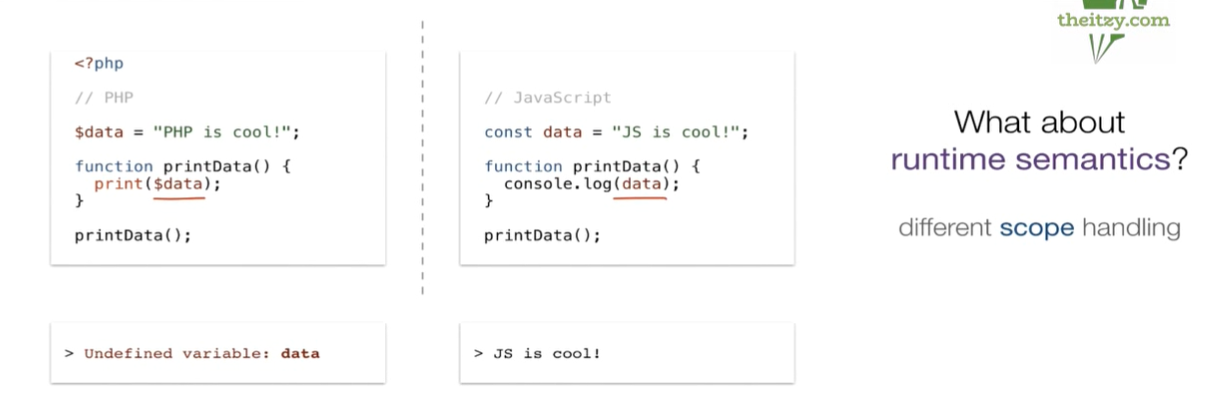 theitzy.com
<?php
// PHP
$data = "PHP is cool!";
function printData() {
print($data);
}
printData();
> Undefined variable: data
// JavaScript
const data = "JS is cool!";
function printData() {
console.log(data);
}
printData();
> JS is cool!
What about
runtime semantics?
different scope handling